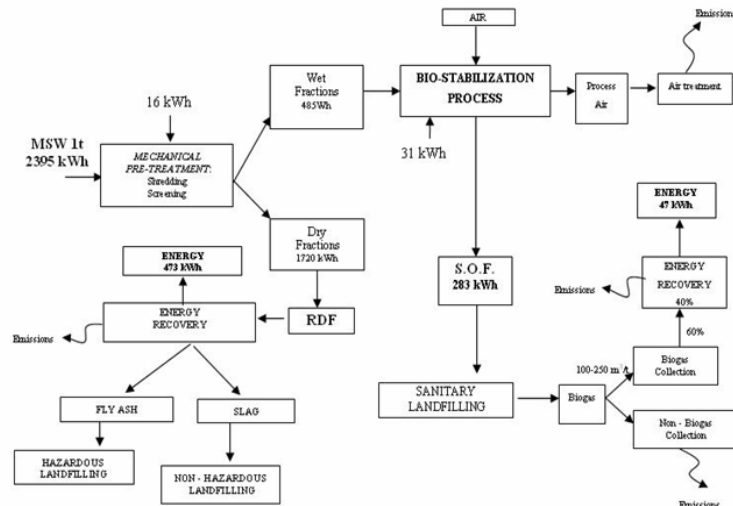 AIR
Emission
Wet
Fractions
485Wh
BIO-STABILIZATION
PROCESS
Process
Air
Air treatment
16 kWh
31 kWh
MSW 1t
2395 kWh
MECHANICAL
PRE-TREATMENT:
Shredding
Screening
Dry
Fractions
1720 kWh
ENERGY
473 kWh
ENERGY
RECOVERY
Emissions
RDF
FLY ASH
SLAG
HAZARDOUS
LANDFILLING
NON - HAZARDOUS
LANDFILLING
S.O.F.
283 kWh
SANITARY
LANDFILLING
Biogas
100-250 m³/t
ENERGY
47 kWh
ENERGY
RECOVERY
40%
Emissions
60%
Biogas
Collection
Non - Biogas
Collection
Emissions